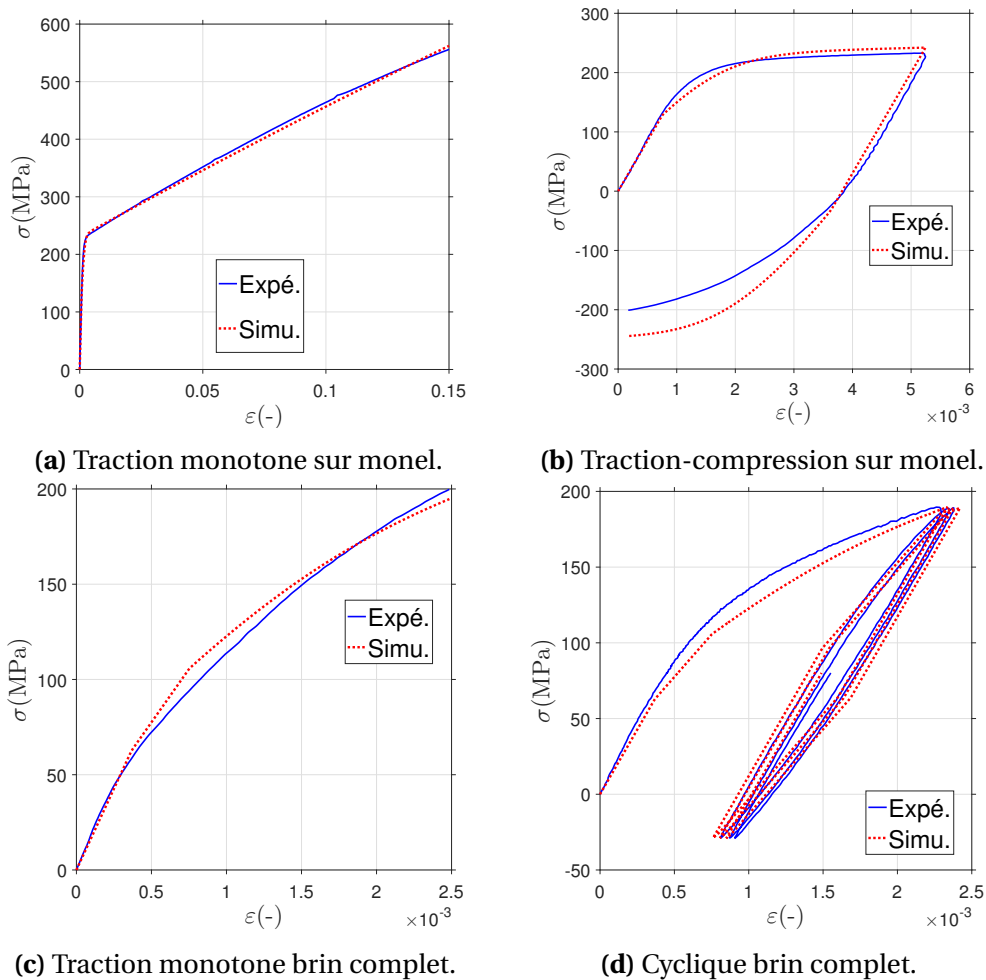 600
500
400
300
200
100
0
0 0.05 0.1 0.15
σ(MPa)
ε(-)
Expé.
Simu.
(a) Traction monotone sur monel.
300
200
100
0
-100
-200
-300
0 1 2 3 4 5 6
×10⁻³
σ(MPa)
ε(-)
Expé.
Simu.
(b) Traction-compression sur monel.
200
150
100
50
0
0 0.5 1 1.5 2 2.5
×10⁻³
σ(MPa)
ε(-)
Expé.
Simu.
(c) Traction monotone brin complet.
200
150
100
50
0
-50
0 0.5 1 1.5 2 2.5
×10⁻³
σ(MPa)
ε(-)
Expé.
Simu.
(d) Cyclique brin complet.